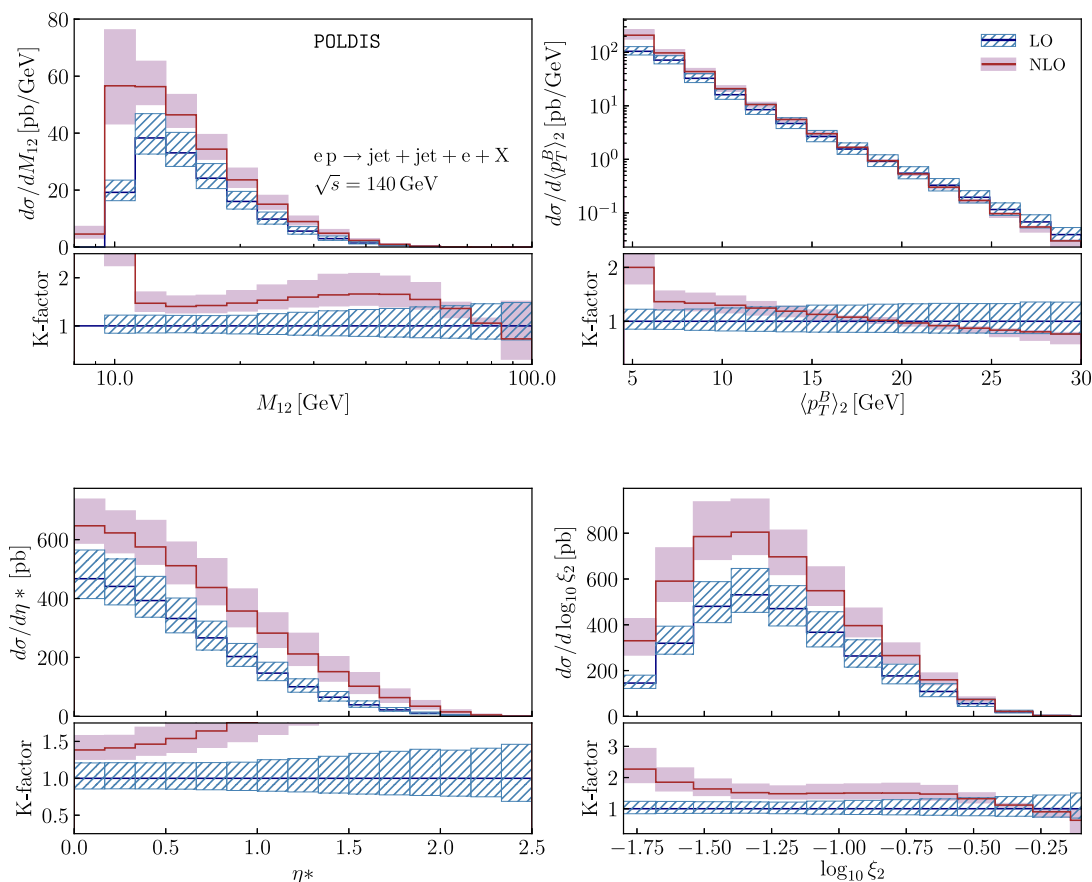 80
60
40
20
0
dσ/dM₁₂ [pb/GeV]
POLDIS
e p → jet + jet + e + X
√s = 140 GeV
2
1
K-factor
10.0
100.0
M₁₂ [GeV]
10²
10¹
10⁰
10⁻¹
dσ/d⟨p_T^B⟩₂ [pb/GeV]
LO
NLO
2
1
K-factor
5
10
15
20
25
30
⟨p_T^B⟩₂ [GeV]
600
400
200
0
dσ/dη* [pb]
1.5
1.0
0.5
K-factor
0.0
0.5
1.0
1.5
2.0
2.5
η*
800
600
400
200
0
dσ/d log₁₀ ξ₂ [pb]
3
2
1
K-factor
−1.75
−1.50
−1.25
−1.00
−0.75
−0.50
−0.25
log₁₀ ξ₂